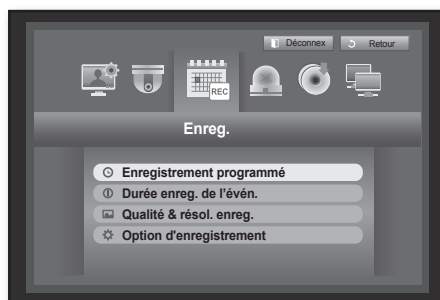 Déconnex
Retour
REC
Enreg.
Enregistrement programmé
Durée enreg. de l'évén.
Qualité & résol. enreg.
Option d'enregistrement